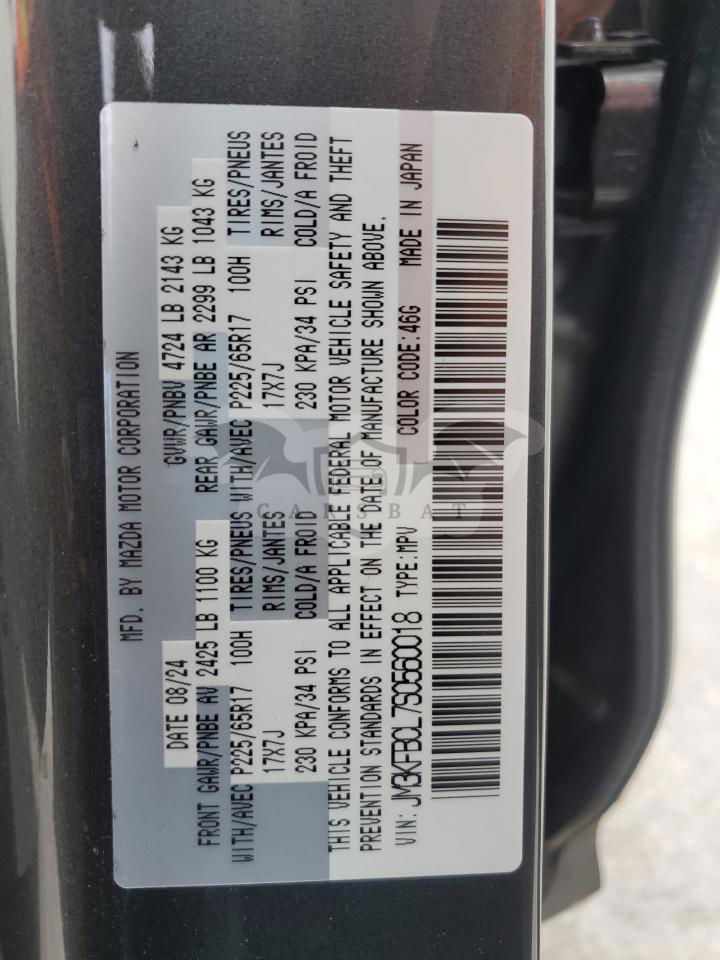 MFD. BY MAZDA MOTOR CORPORATION
DATE 08/24 GVWR/PNBV 4724 LB 2143 KG
FRONT GAWR/PNBE AV 2425 LB 1100 KG REAR GAWR/PNBE AR 2299 LB 1043 KG
WITH/AVEC P225/65R17 100H TIRES/PNEUS WITH/AVEC P225/65R17 100H TIRES/PNEUS
17X7J RIMS/JANTES 17X7J RIMS/JANTES
230 KPA/34 PSI COLD/A FROID 230 KPA/34 PSI COLD/A FROID
THIS VEHICLE CONFORMS TO ALL APPLICABLE FEDERAL MOTOR VEHICLE SAFETY AND THEFT
PREVENTION STANDARDS IN EFFECT ON THE DATE OF MANUFACTURE SHOWN ABOVE.
VIN: JM3KFBCL7S0560018 TYPE:MPV COLOR CODE:46G MADE IN JAPAN
CARSBAT